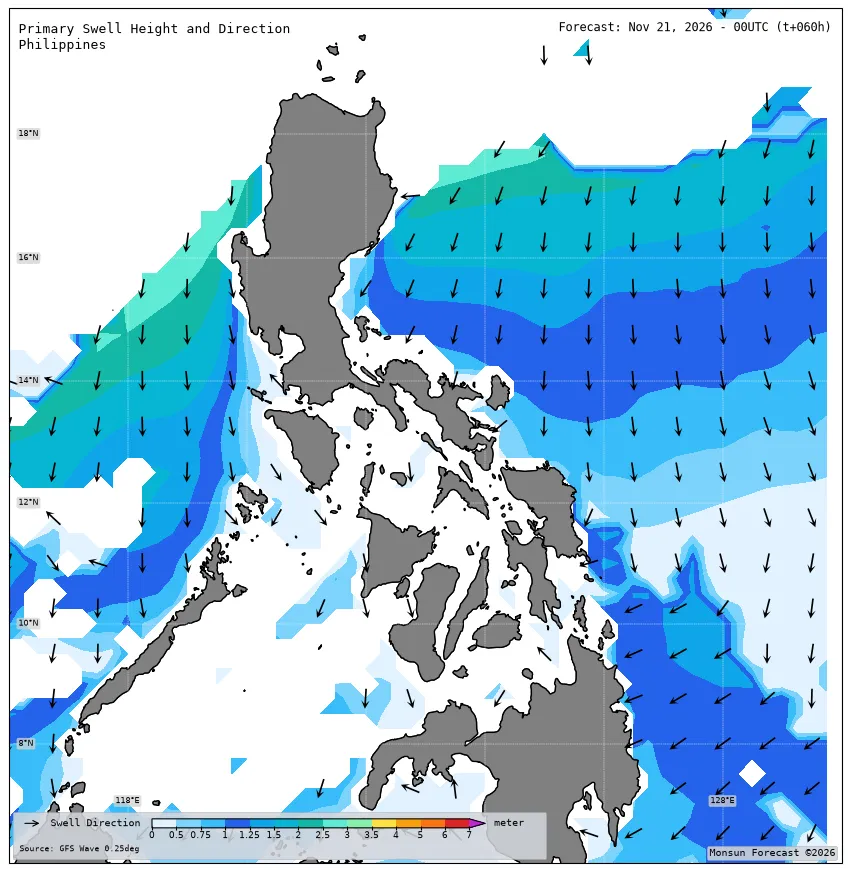 Primary Swell Height and Direction
Philippines
Forecast: Nov 21, 2026 - 00UTC (t+060h)
18°N
16°N
14°N
12°N
10°N
8°N
118°E
128°E
Swell Direction
0 0.5 0.75 1 1.25 1.5 2 2.5 3 3.5 4 5 6 7
meter
Source: GFS Wave 0.25deg
Monsun Forecast ©2026